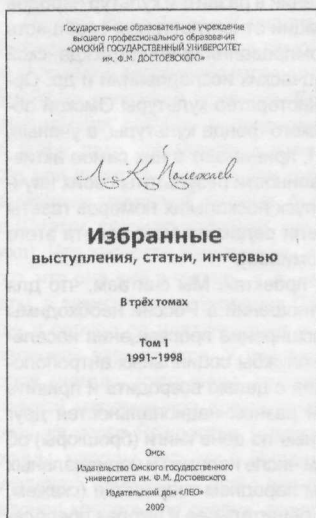 Государственное образовательное учреждение
высшего профессионального образования
«ОМСКИЙ ГОСУДАРСТВЕННЫЙ УНИВЕРСИТЕТ
им. Ф.М. ДОСТОЕВСКОГО»
Л. К. Полежаев
Избранные
выступления, статьи, интервью
В трёх томах
Том 1
1991–1998
Омск
Издательство Омского государственного
университета им. Ф.М. Достоевского
Издательский дом «ЛЕО»
2009